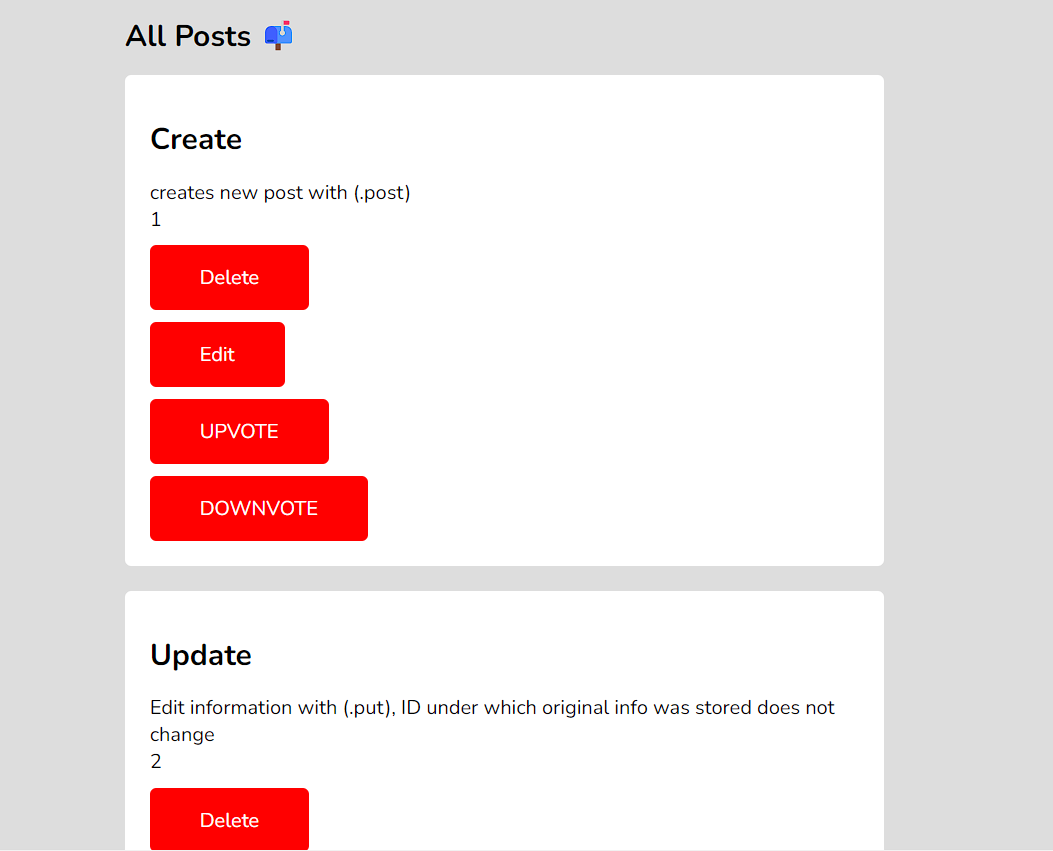 All Posts 📫
Create
creates new post with (.post)
1
Delete
Edit
UPVOTE
DOWNVOTE
Update
Edit information with (.put), ID under which original info was stored does not
change
2
Delete